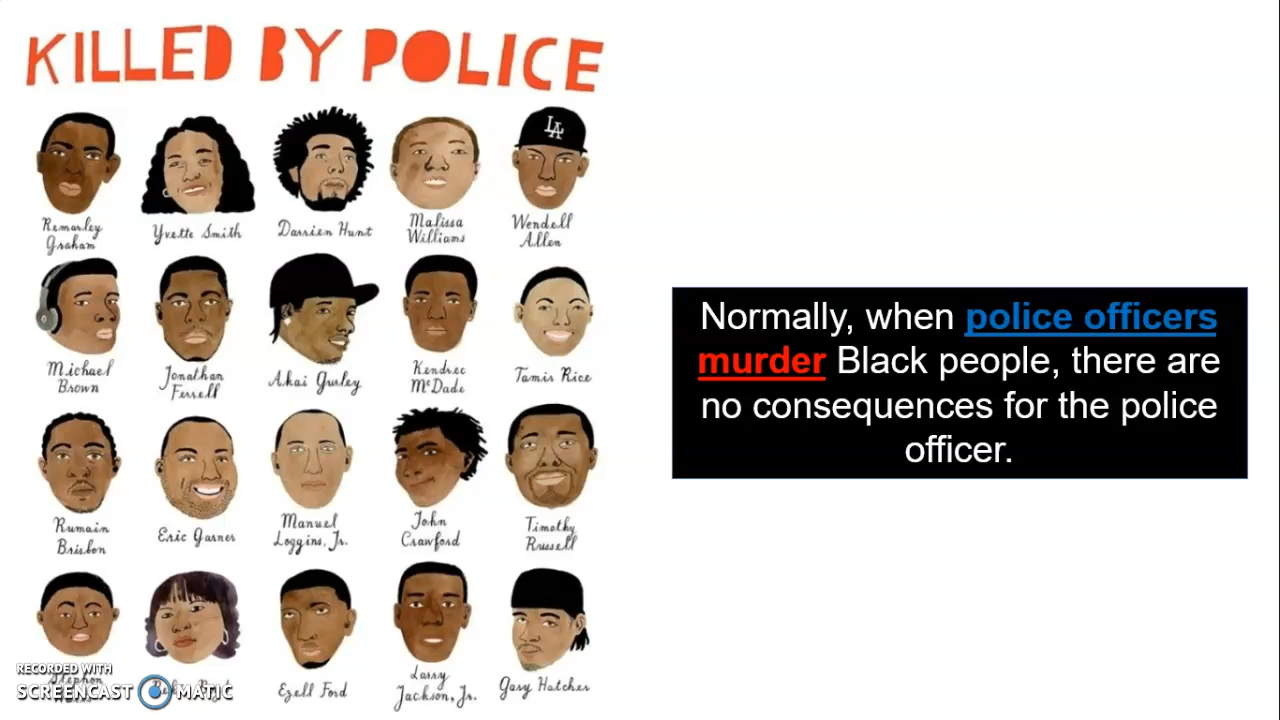 KILLED BY POLICE
Remarley
Graham
Yvette Smith
Darrien Hunt
Malissa
Williams
LA
Wendell
Allen
Michael
Brown
Jonathan
Ferrell
Akai Gurley
Kendrec
McDade
Tamir Rice
Rumain
Brisbon
Eric Garner
Manuel
Loggins, Jr.
John
Crawford
Timothy
Russell
Ezell Ford
Larry
Jackson, Jr.
Gary Hatcher
Normally, when police officers
murder Black people, there are
no consequences for the police
officer.
RECORDED WITH
SCREENCAST MATIC